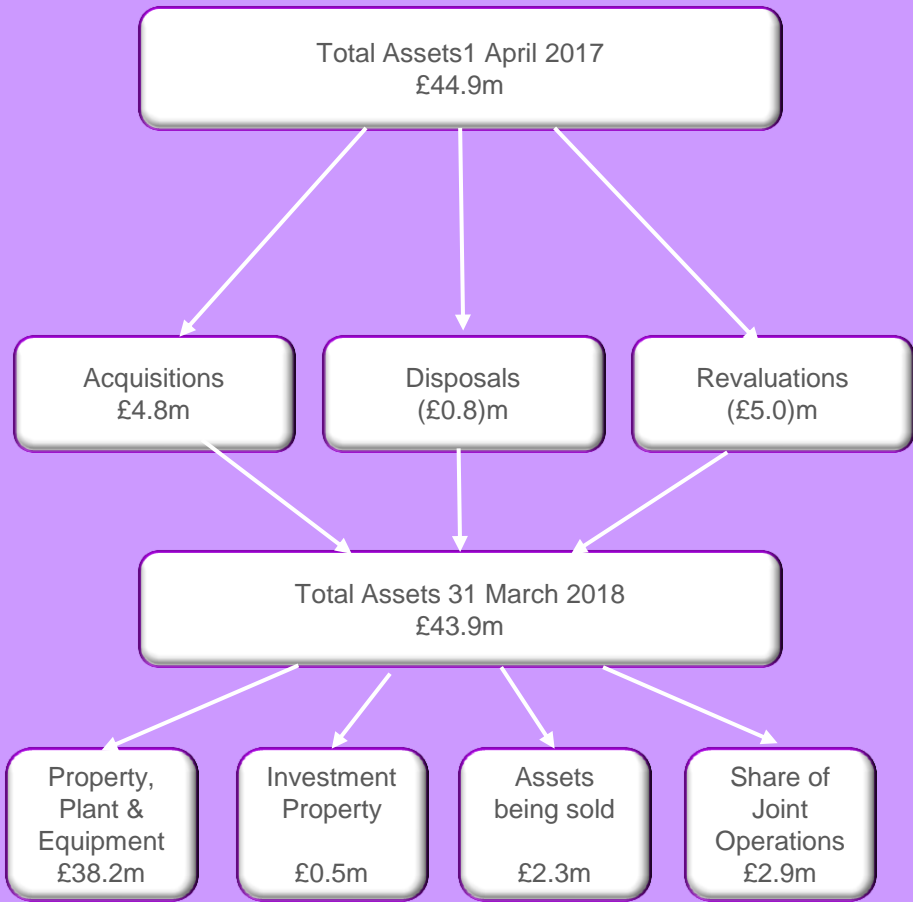 Total Assets1 April 2017
£44.9m
Acquisitions
£4.8m
Disposals
(£0.8)m
Revaluations
(£5.0)m
Total Assets 31 March 2018
£43.9m
Property,
Plant &
Equipment
£38.2m
Investment
Property
£0.5m
Assets
being sold
£2.3m
Share of
Joint
Operations
£2.9m